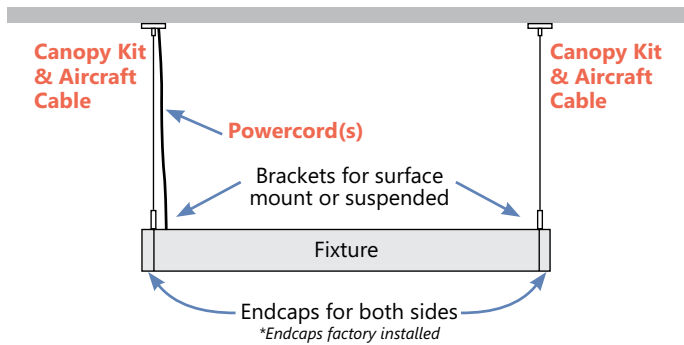 Canopy Kit
& Aircraft
Cable
Canopy Kit
& Aircraft
Cable
Powercord(s)
Brackets for surface
mount or suspended
Fixture
Endcaps for both sides
*Endcaps factory installed